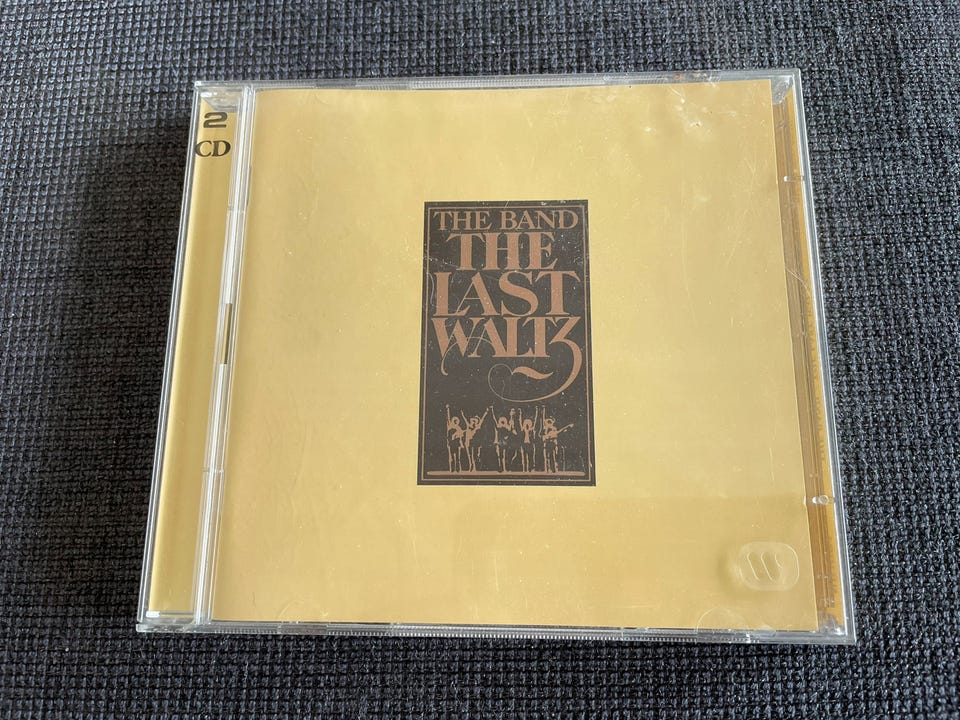 2
CD
THE BAND
THE
LAST
WALTZ